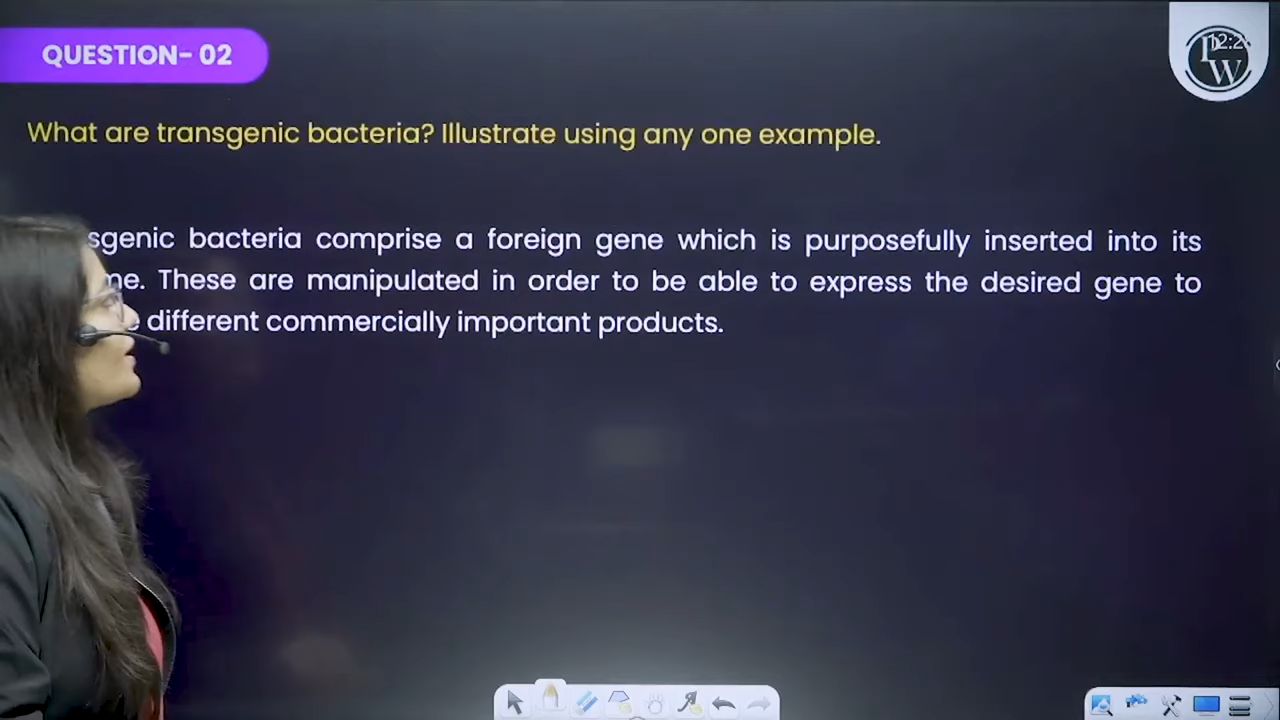 QUESTION- 02
What are transgenic bacteria? Illustrate using any one example.
bacteria comprise a foreign gene which is purposefully inserted into its
These are manipulated in order to be able to express the desired gene to
different commercially important products.
PW